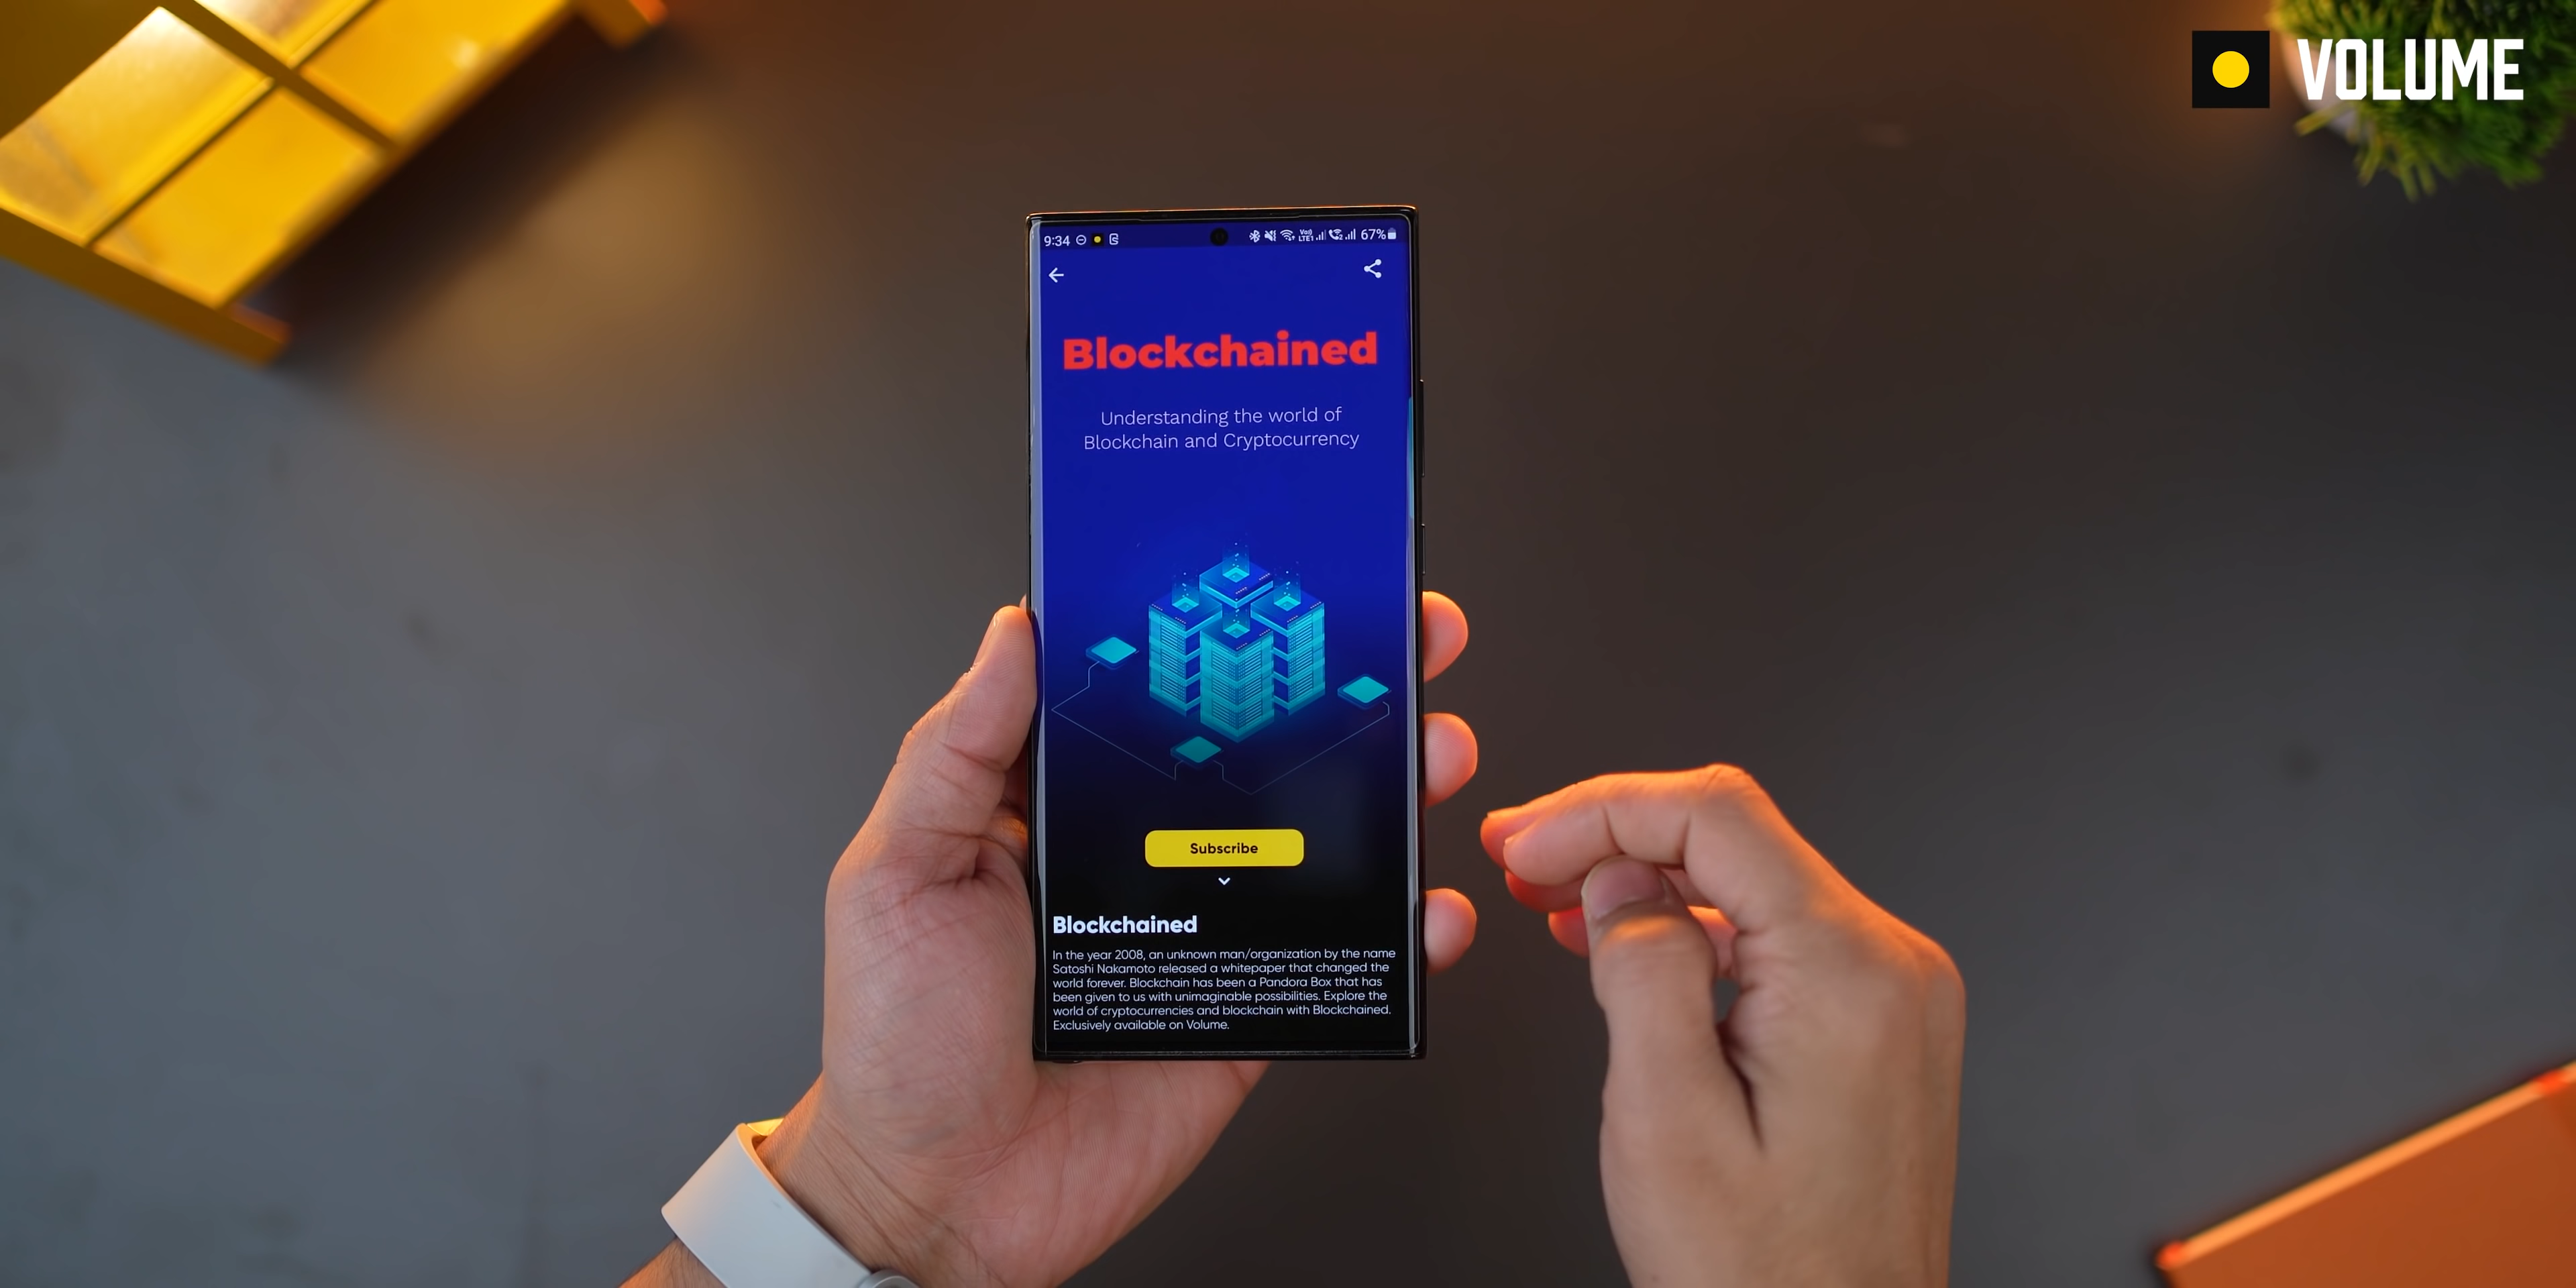 VOLUME
9:34
67%
Blockchained
Understanding the world of
Blockchain and Cryptocurrency
Subscribe
Blockchained
In the year 2008, an unknown man/organization by the name
Satoshi Nakamoto released a whitepaper that changed the
world forever. Blockchain has been a Pandora Box that has
been given to us with unimaginable possibilities. Explore the
world of cryptocurrencies and blockchain with Blockchained.
Exclusively available on Volume.